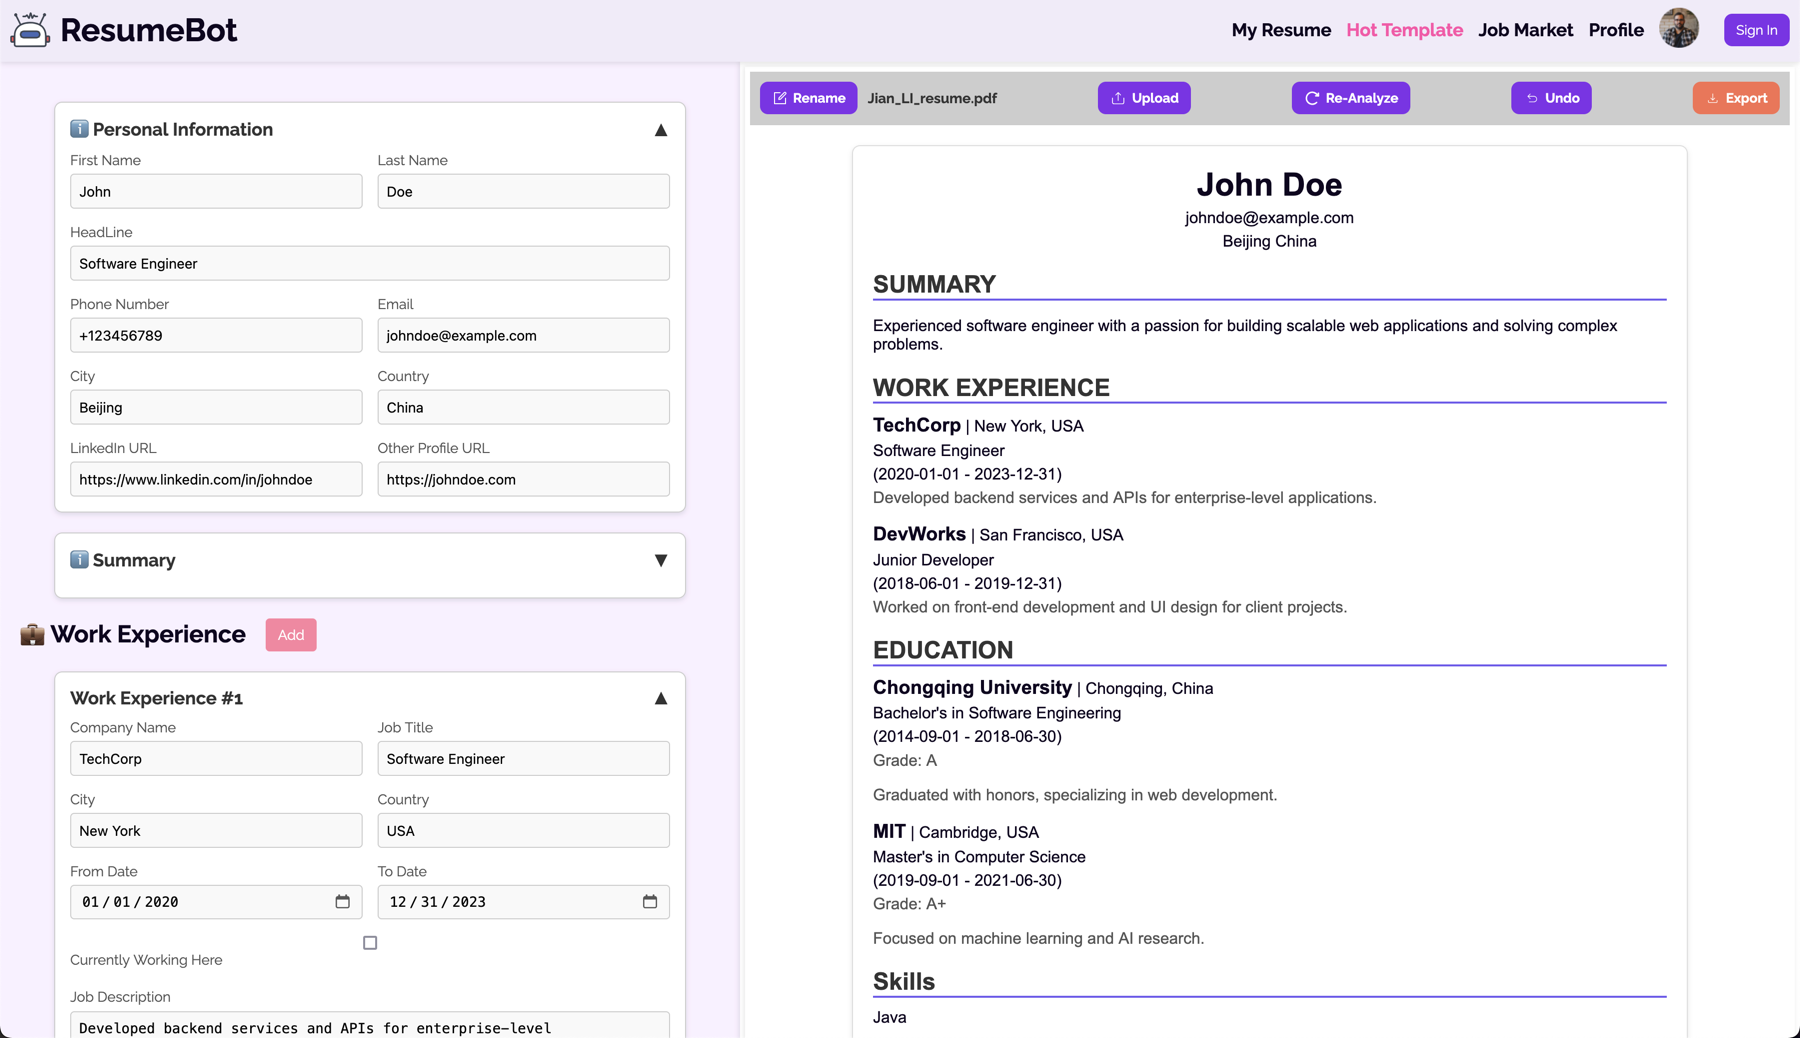 ResumeBot
My Resume Hot Template Job Market Profile Sign In
Personal Information ▲
First Name Last Name
John Doe
HeadLine
Software Engineer
Phone Number Email
+123456789 johndoe@example.com
City Country
Beijing China
LinkedIn URL Other Profile URL
https://www.linkedin.com/in/johndoe https://johndoe.com
Summary ▼
Work Experience Add
Work Experience #1 ▲
Company Name Job Title
TechCorp Software Engineer
City Country
New York USA
From Date To Date
01/01/2020 12/31/2023
Currently Working Here
Job Description
Developed backend services and APIs for enterprise-level
Rename Jian_LI_resume.pdf Upload Re-Analyze Undo Export
John Doe
johndoe@example.com
Beijing China
SUMMARY
Experienced software engineer with a passion for building scalable web applications and solving complex
problems.
WORK EXPERIENCE
TechCorp | New York, USA
Software Engineer
(2020-01-01 - 2023-12-31)
Developed backend services and APIs for enterprise-level applications.
DevWorks | San Francisco, USA
Junior Developer
(2018-06-01 - 2019-12-31)
Worked on front-end development and UI design for client projects.
EDUCATION
Chongqing University | Chongqing, China
Bachelor's in Software Engineering
(2014-09-01 - 2018-06-30)
Grade: A
Graduated with honors, specializing in web development.
MIT | Cambridge, USA
Master's in Computer Science
(2019-09-01 - 2021-06-30)
Grade: A+
Focused on machine learning and AI research.
Skills
Java